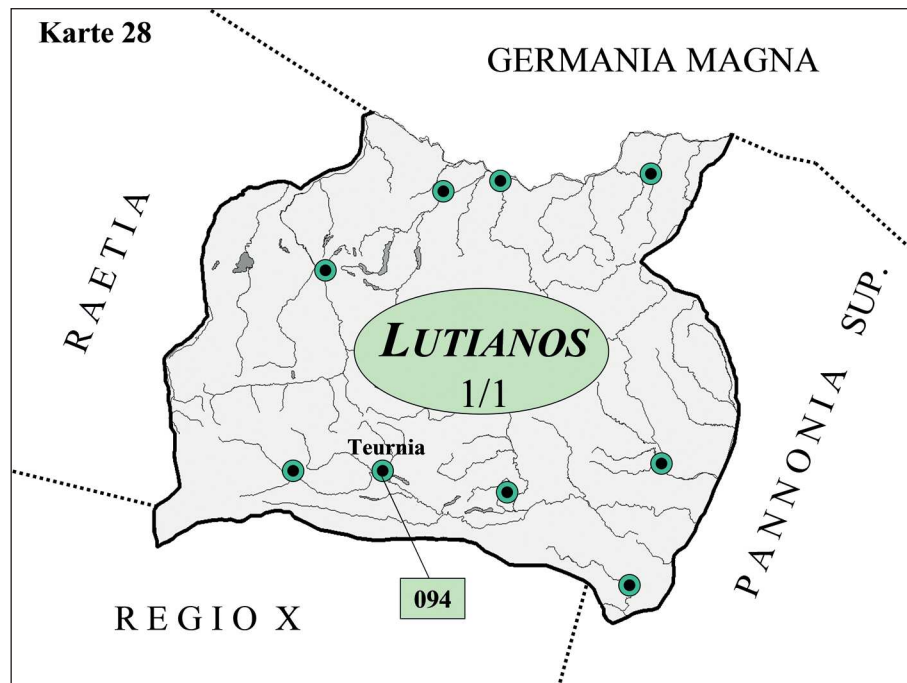 Karte 28
GERMANIA MAGNA
RAETIA
LUTIANOS
1/1
PANNONIA SUP.
Teurnia
094
REGIO X